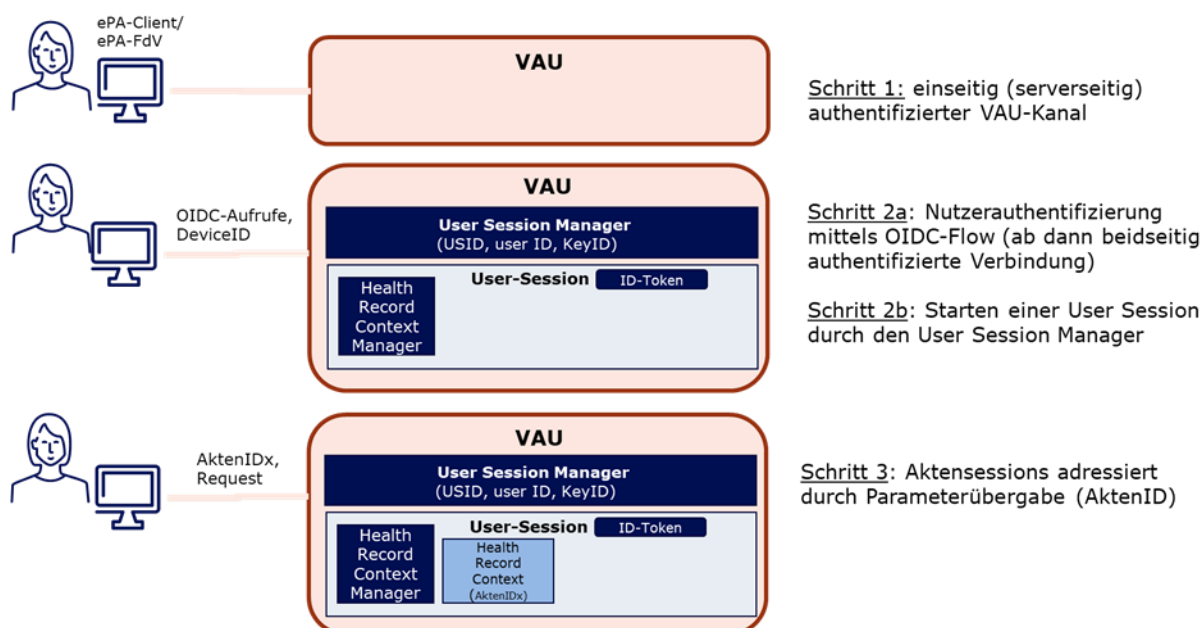 ePA-Client/
ePA-FdV
VAU
Schritt 1: einseitig (serverseitig)
authentifizierter VAU-Kanal
VAU
OIDC-Aufrufe,
DeviceID
User Session Manager
(USID, user ID, KeyID)
User-Session
ID-Token
Health
Record
Context
Manager
Schritt 2a: Nutzerauthentifizierung
mittels OIDC-Flow (ab dann beidseitig
authentifizierte Verbindung)
Schritt 2b: Starten einer User Session
durch den User Session Manager
VAU
AktenIDx,
Request
User Session Manager
(USID, user ID, KeyID)
User-Session
ID-Token
Health
Record
Context
Manager
Health
Record
Context
(AktenIDx)
Schritt 3: Aktensessions adressiert
durch Parameterübergabe (AktenID)